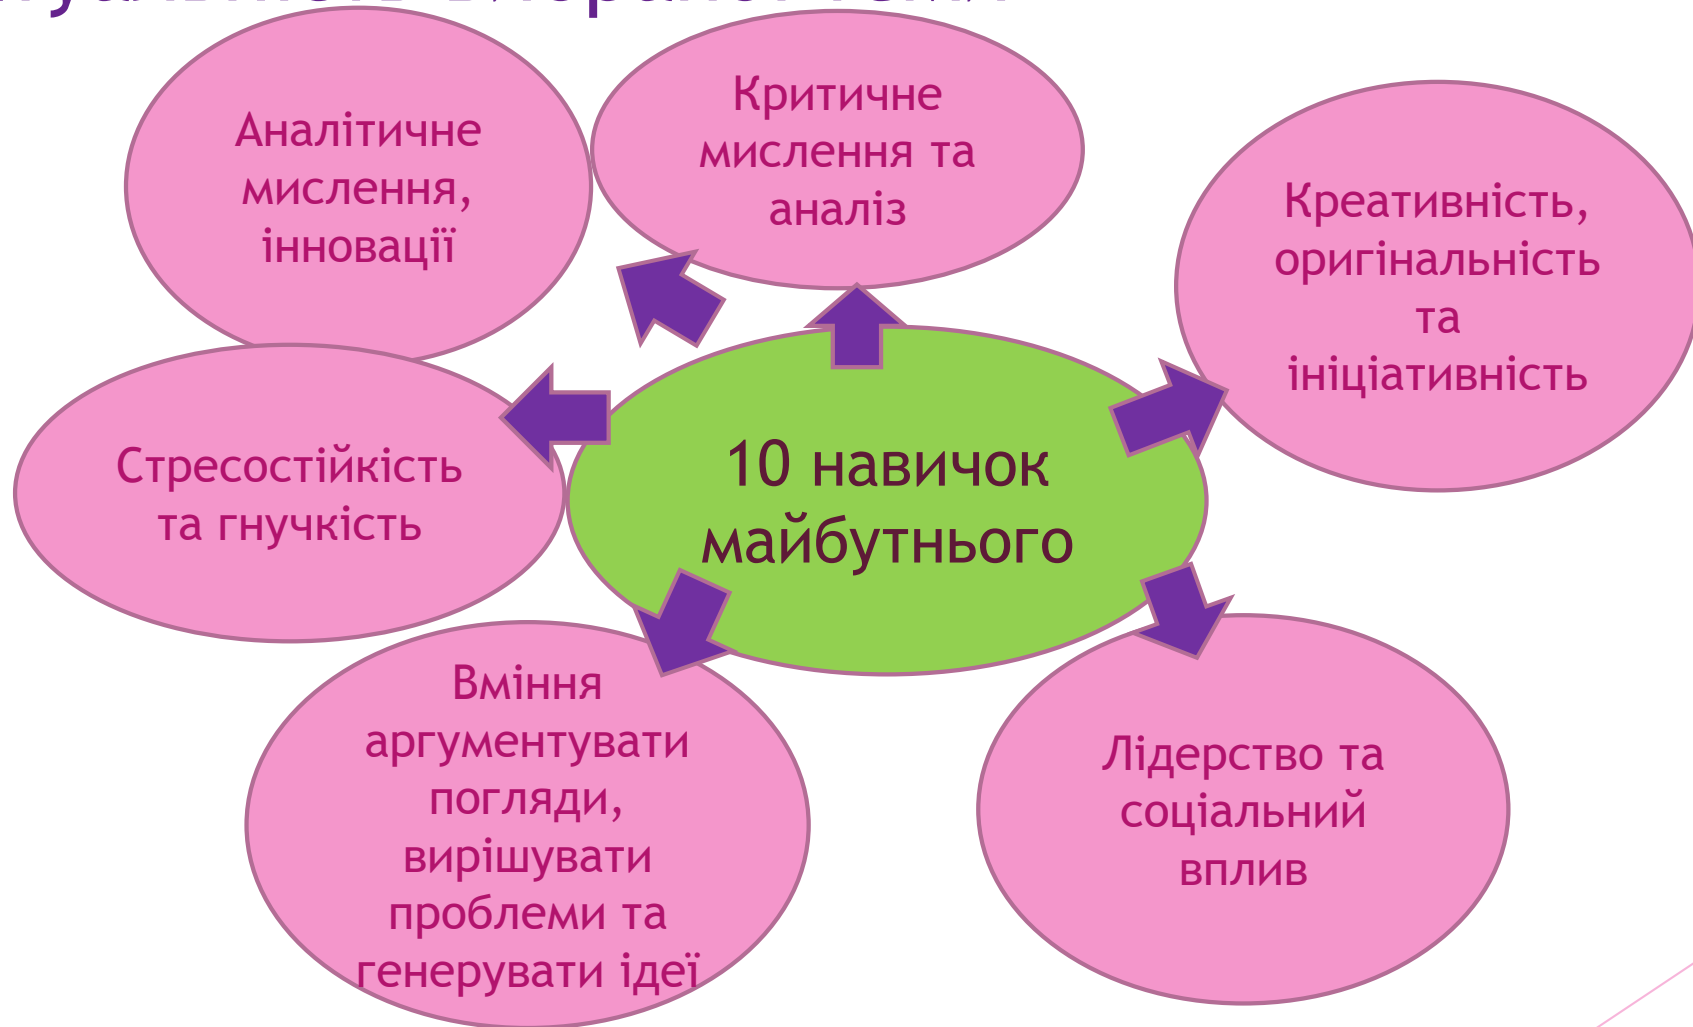 Аналітичне
мислення,
інновації
Критичне
мислення та
аналіз
Креативність,
оригінальність
та
ініціативність
Стресостійкість
та гнучкість
10 навичок
майбутнього
Вміння
аргументувати
погляди,
вирішувати
проблеми та
генерувати ідеї
Лідерство та
соціальний
вплив